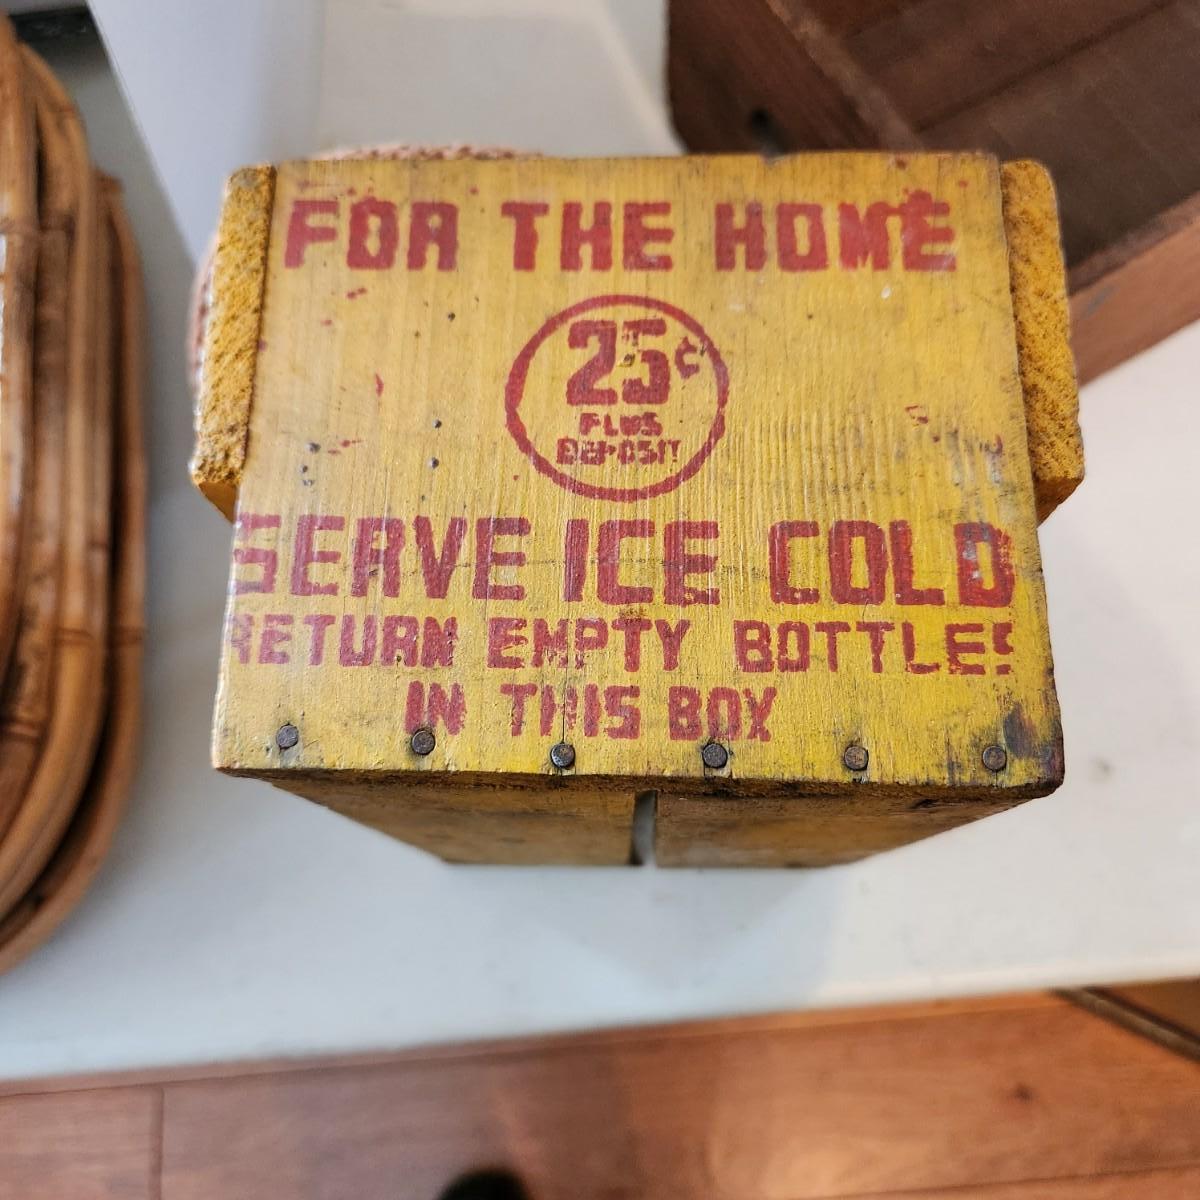 FOR THE HOME
25¢
PLUS
DEPOSIT
SERVE ICE COLD
RETURN EMPTY BOTTLES
IN THIS BOX